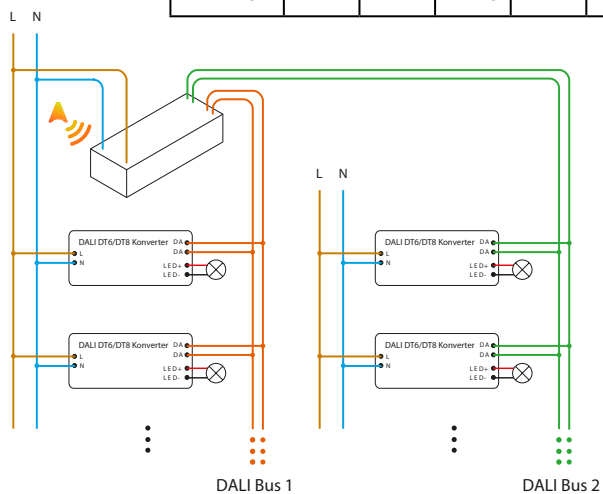 L N
L N
DALI DT6/DT8 Konverter DA
L DA
N LED+
LED-
DALI DT6/DT8 Konverter DA
L DA
N LED+
LED-
DALI DT6/DT8 Konverter DA
L DA
N LED+
LED-
DALI DT6/DT8 Konverter DA
L DA
N LED+
LED-
DALI Bus 1
DALI Bus 2